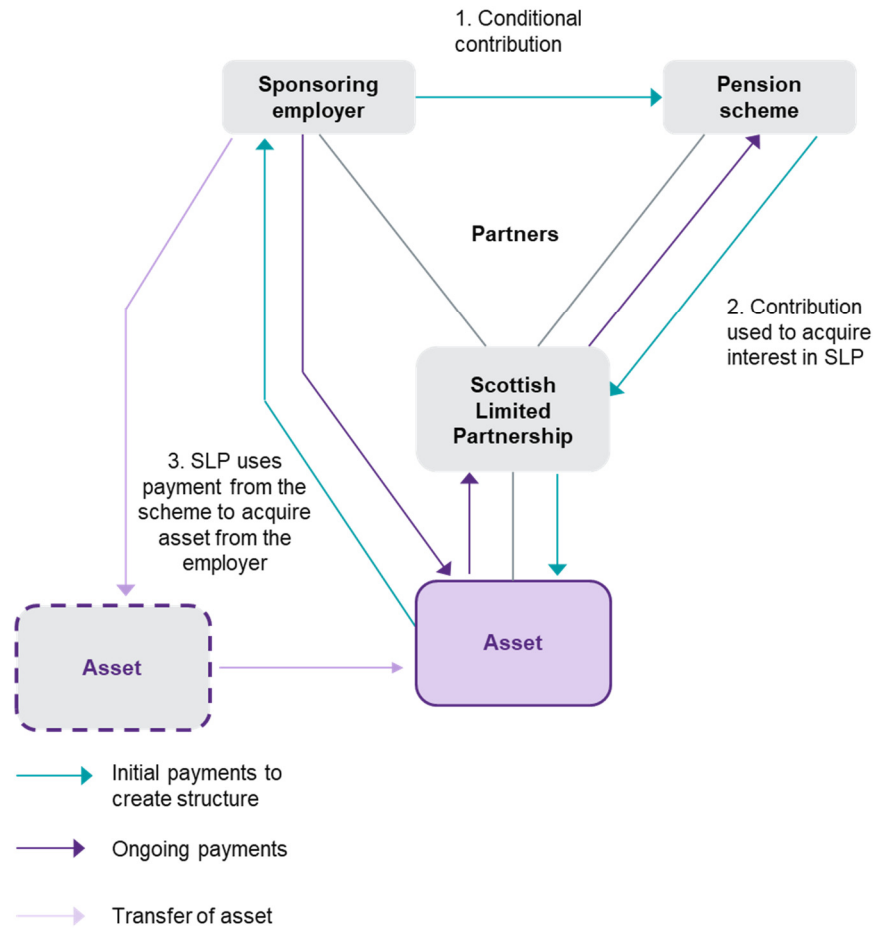 1. Conditional
contribution
Sponsoring
employer
Pension
scheme
Partners
2. Contribution
used to acquire
interest in SLP
Scottish
Limited
Partnership
3. SLP uses
payment from the
scheme to acquire
asset from the
employer
Asset
Asset
Initial payments to
create structure
Ongoing payments
Transfer of asset